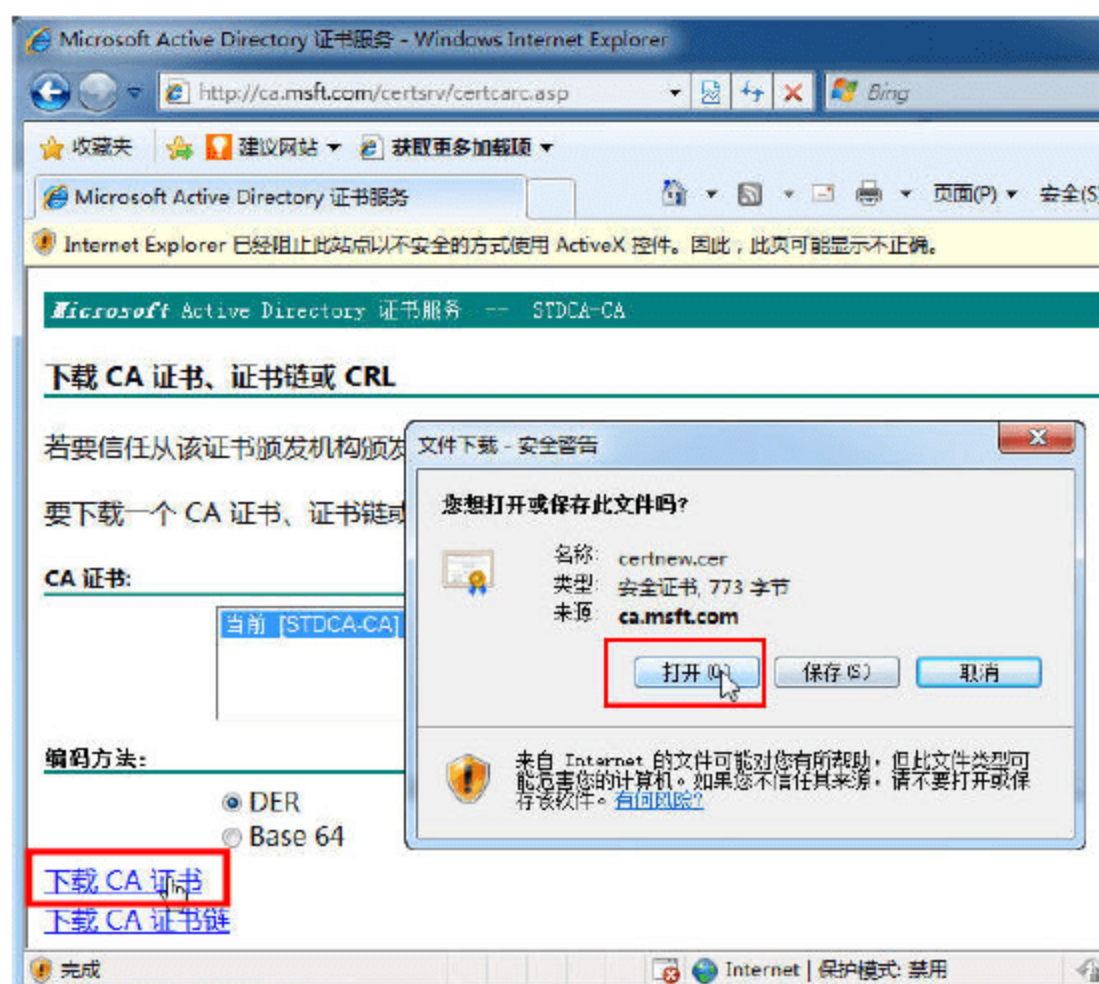 Microsoft Active Directory 证书服务 - Windows Internet Explorer
http://ca.msft.com/certsrv/certcarc.asp
Bing
收藏夹 建议网站 获取更多加载项
Microsoft Active Directory 证书服务
页面(P) 安全(S)
Internet Explorer 已经阻止此站点以不安全的方式使用 ActiveX 控件。因此，此页可能显示不正确。
Microsoft Active Directory 证书服务 -- STDCA-CA
下载 CA 证书、证书链或 CRL
若要信任从该证书颁发机构颁发
要下载一个 CA 证书、证书链或
CA 证书:
当前 [STDCA-CA]
编码方法:
DER
Base 64
下载 CA 证书
下载 CA 证书链
文件下载 - 安全警告
您想打开或保存此文件吗?
名称: certnew.cer
类型: 安全证书, 773 字节
来源: ca.msft.com
打开(O) 保存(S) 取消
来自 Internet 的文件可能对您有所帮助，但此文件类型可
能危害您的计算机。如果您不信任其来源，请不要打开或保
存该软件。有何风险?
完成
Internet | 保护模式: 禁用